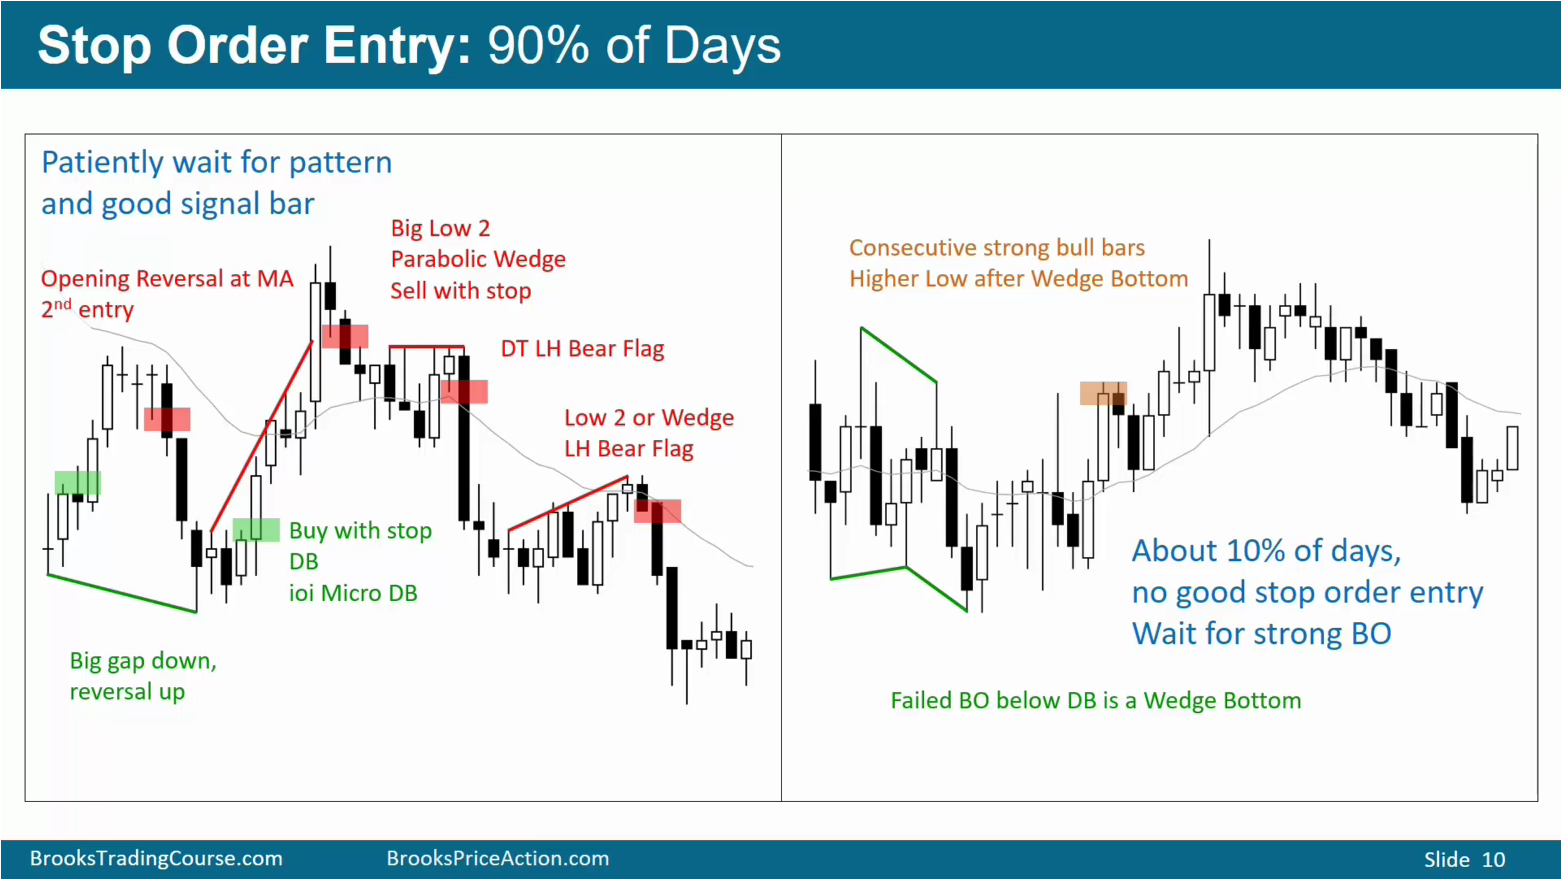 Stop Order Entry: 90% of Days
Patiently wait for pattern
and good signal bar
Opening Reversal at MA
2nd entry
Big Low 2
Parabolic Wedge
Sell with stop
DT LH Bear Flag
Low 2 or Wedge
LH Bear Flag
Buy with stop
DB
ioi Micro DB
Big gap down,
reversal up
Consecutive strong bull bars
Higher Low after Wedge Bottom
About 10% of days,
no good stop order entry
Wait for strong BO
Failed BO below DB is a Wedge Bottom
BrooksTradingCourse.com
BrooksPriceAction.com
Slide 10